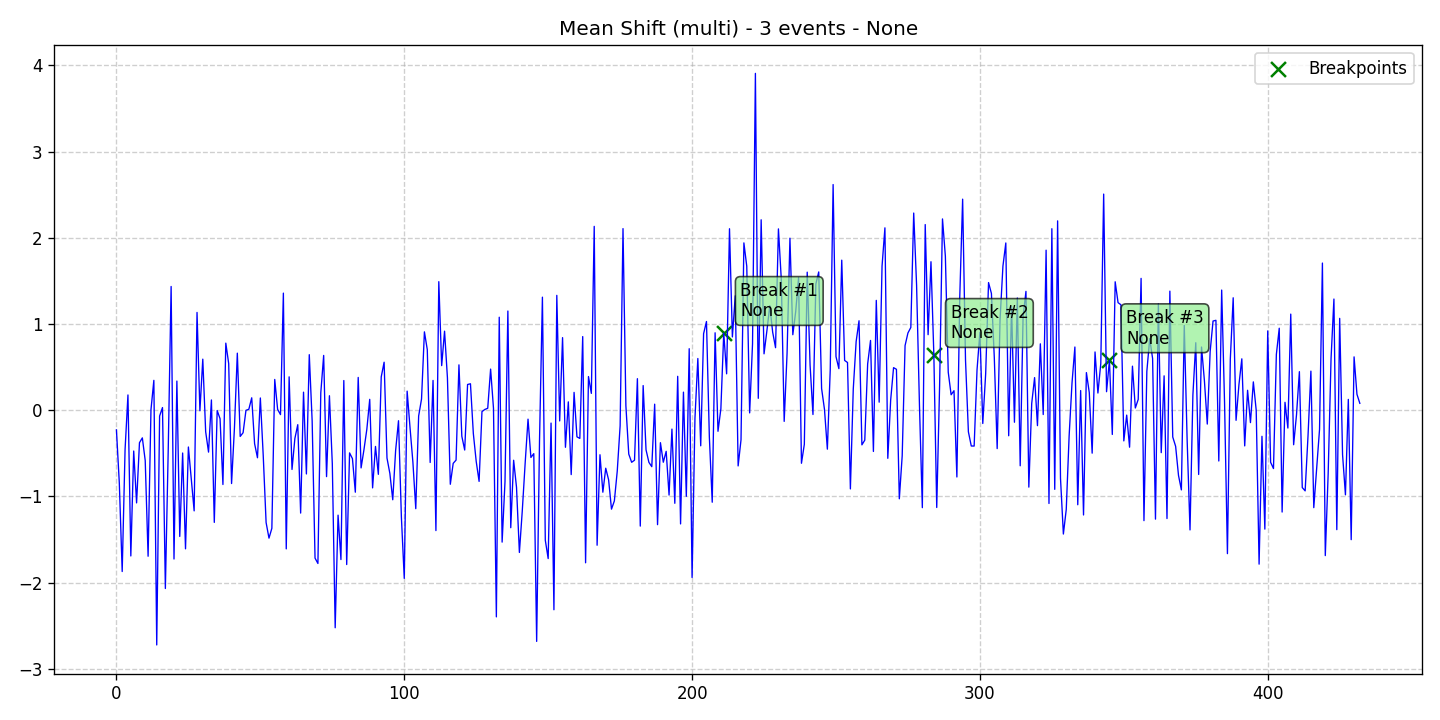 Mean Shift (multi) - 3 events - None
Breakpoints
4
3
2
1
0
−1
−2
−3
Break #1
None
Break #2
None
Break #3
None
0
100
200
300
400